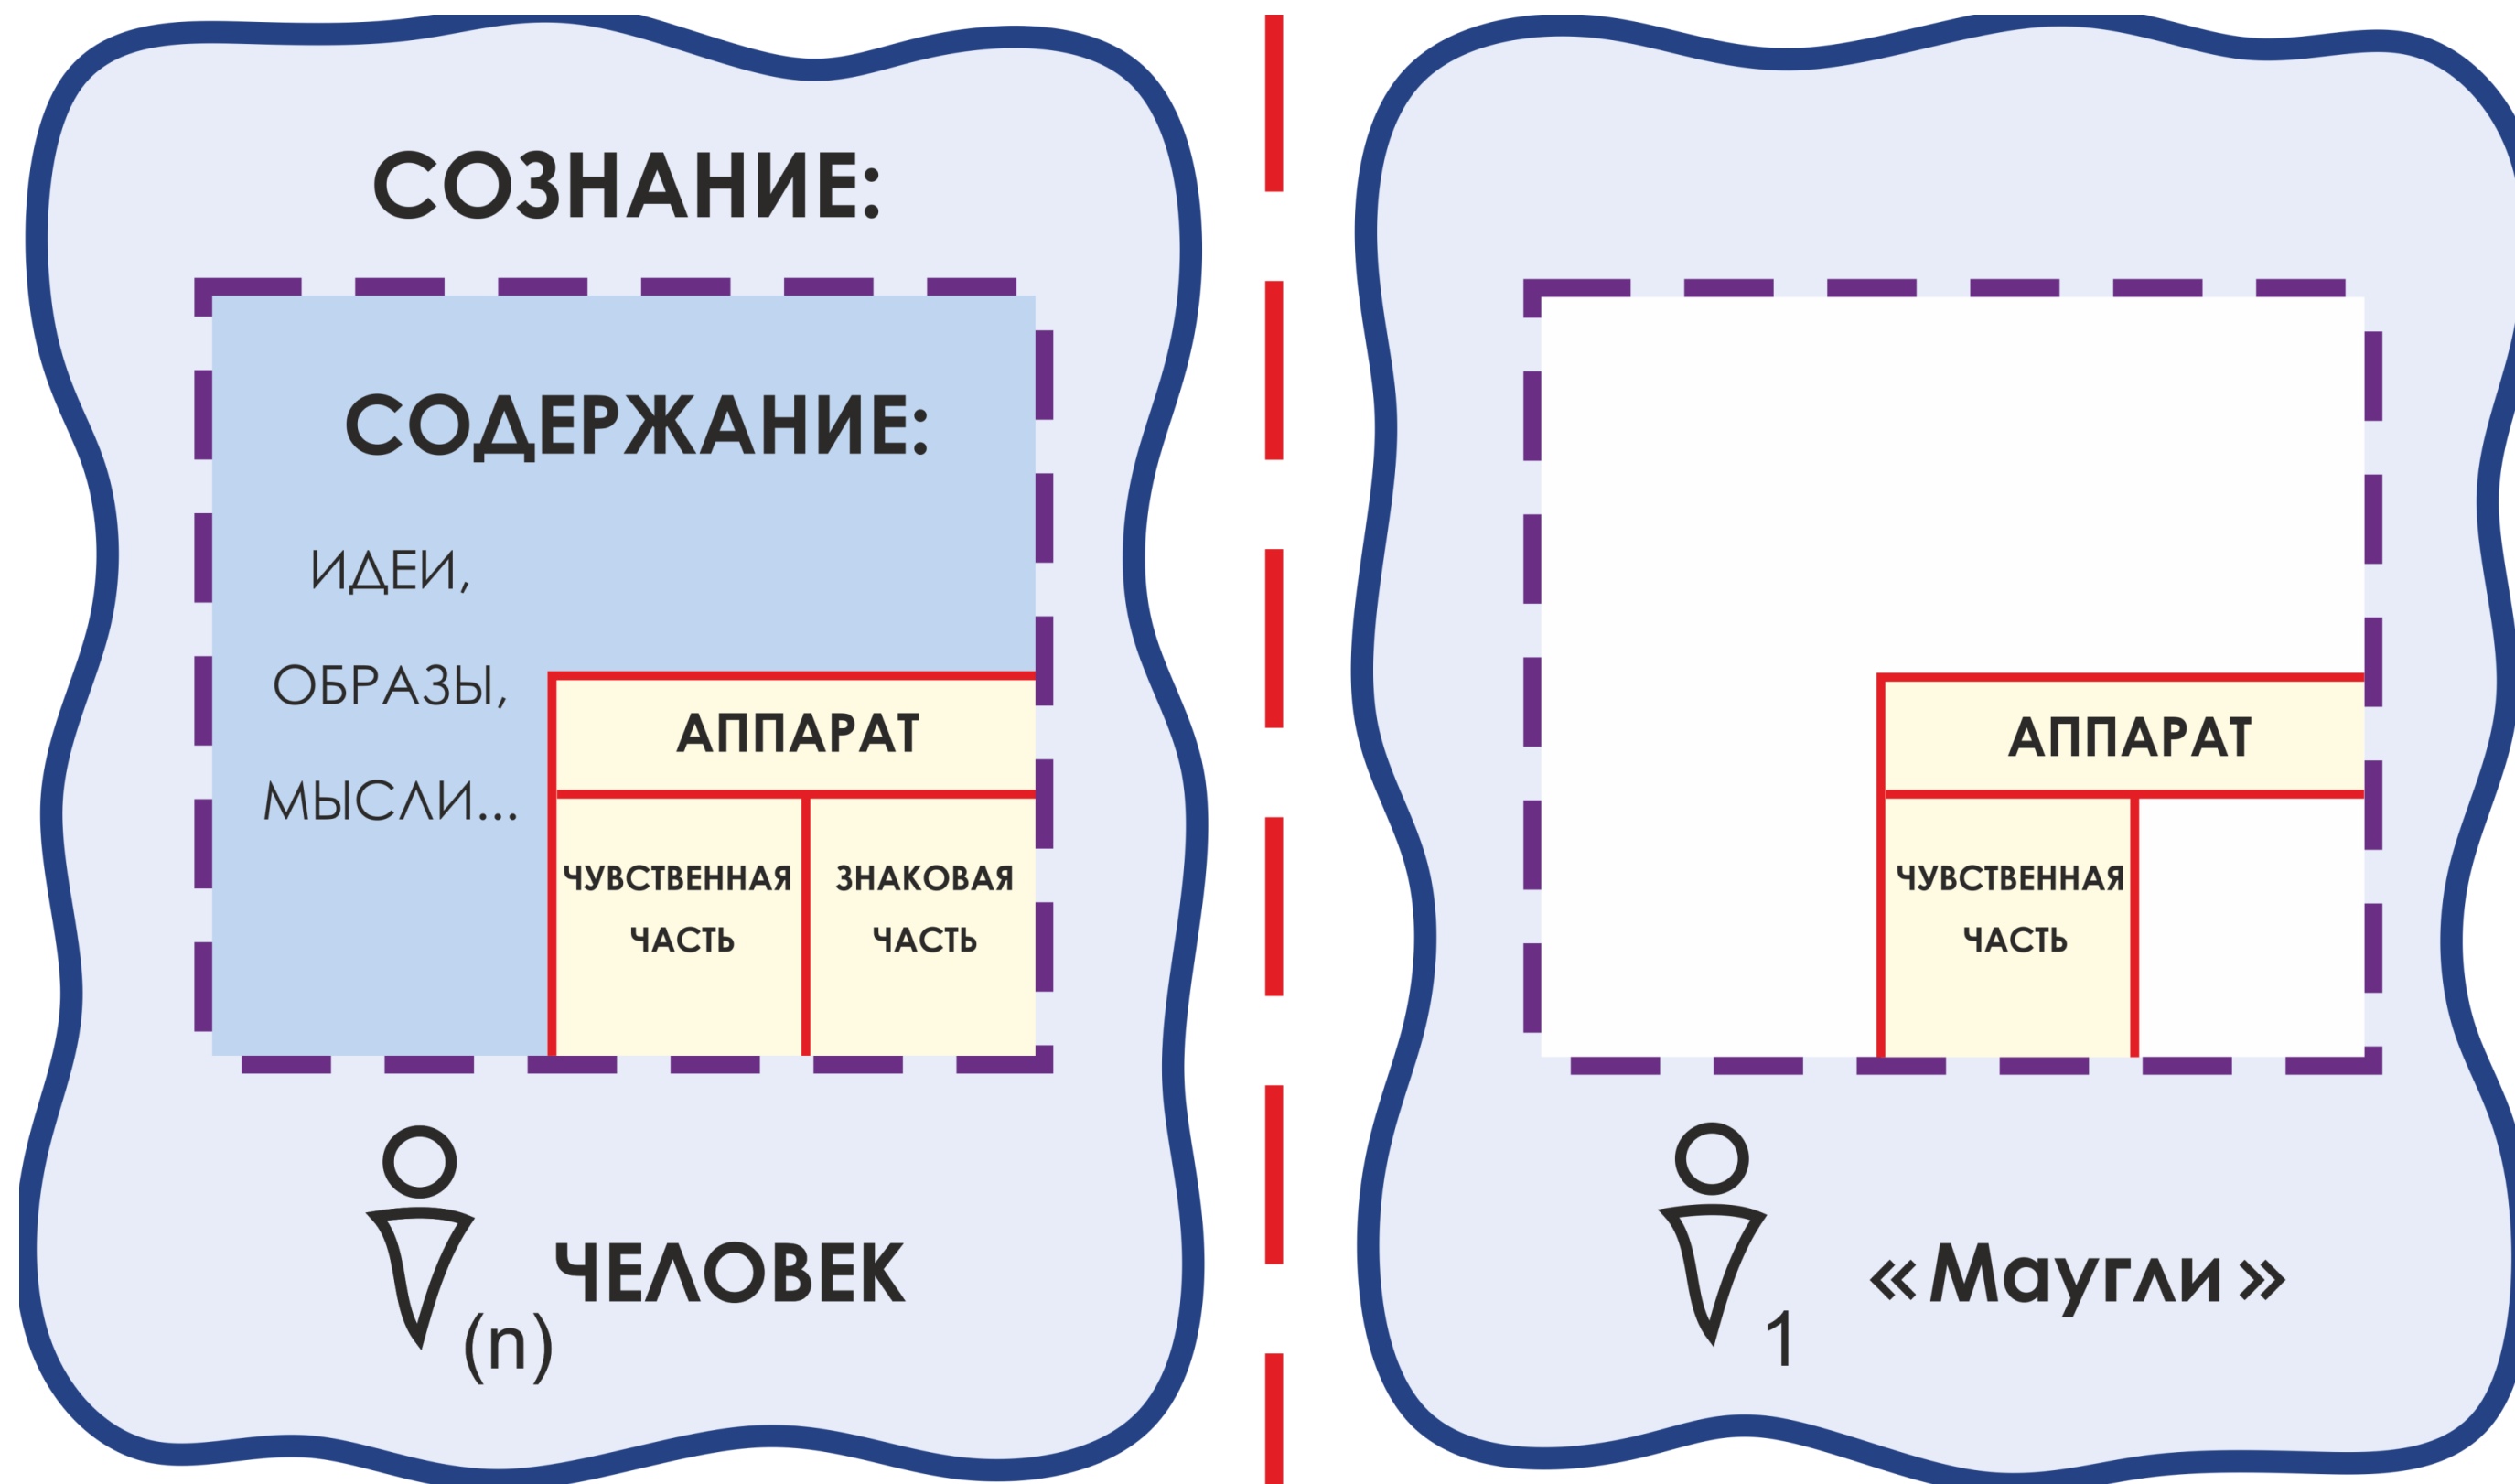 СОЗНАНИЕ:
СОДЕРЖАНИЕ:
ИДЕИ,
ОБРАЗЫ,
МЫСЛИ...
АППАРАТ
ЧУВСТВЕННАЯ
ЧАСТЬ
ЗНАКОВАЯ
ЧАСТЬ
ЧЕЛОВЕК
(n)
АППАРАТ
ЧУВСТВЕННАЯ
ЧАСТЬ
«Маугли»
1